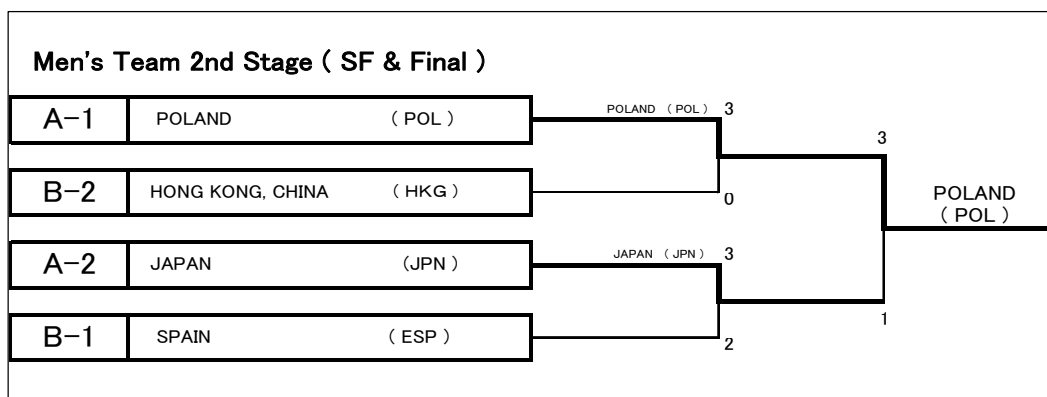 Men's Team 2nd Stage ( SF & Final )
A-1 POLAND ( POL ) POLAND ( POL ) 3
3
B-2 HONG KONG, CHINA ( HKG ) 0
POLAND
( POL )
A-2 JAPAN (JPN ) JAPAN ( JPN ) 3
1
B-1 SPAIN ( ESP ) 2